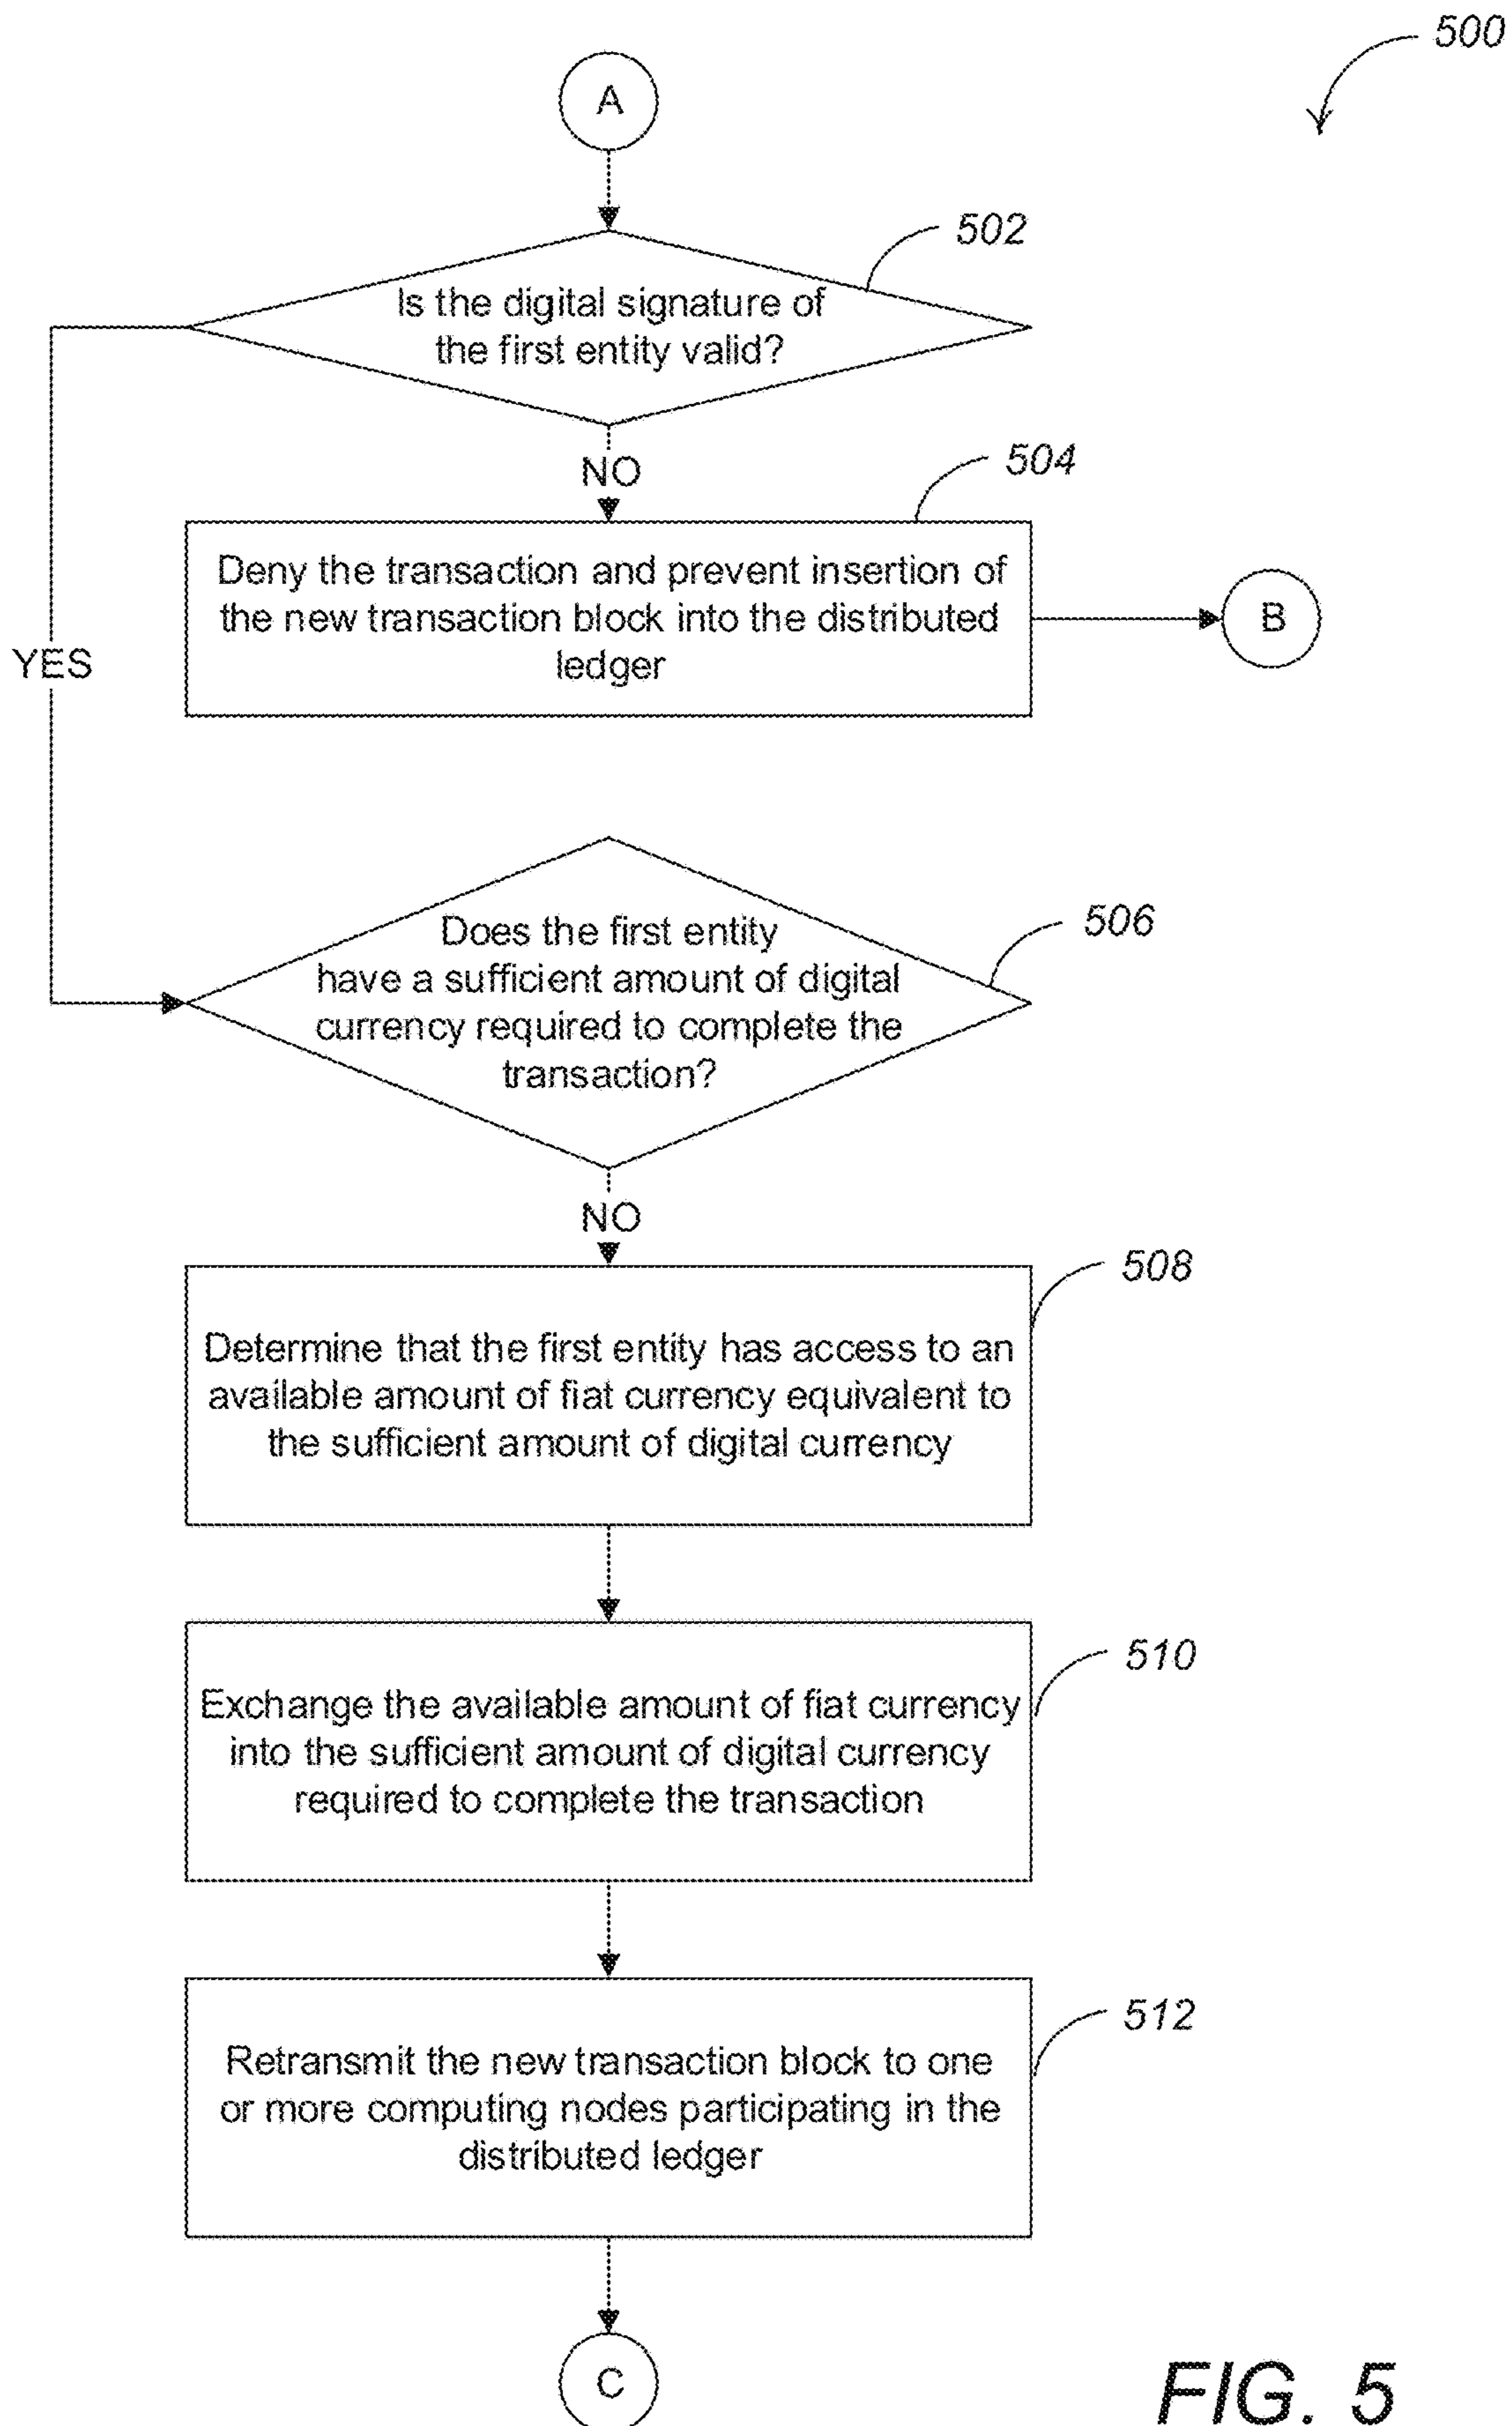 500
A
502
Is the digital signature of
the first entity valid?
NO
504
Deny the transaction and prevent insertion of
the new transaction block into the distributed
ledger
B
YES
506
Does the first entity
have a sufficient amount of digital
currency required to complete the
transaction?
NO
508
Determine that the first entity has access to an
available amount of fiat currency equivalent to
the sufficient amount of digital currency
510
Exchange the available amount of fiat currency
into the sufficient amount of digital currency
required to complete the transaction
512
Retransmit the new transaction block to one
or more computing nodes participating in the
distributed ledger
C
FIG. 5